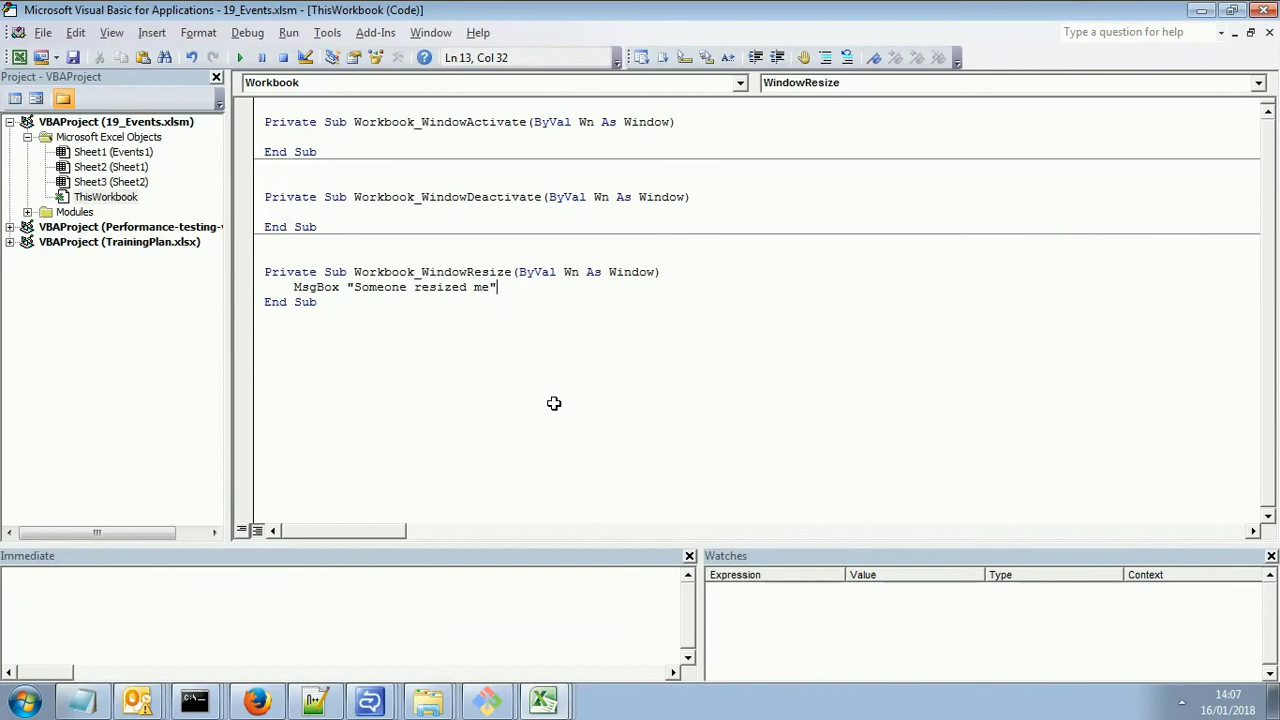 Microsoft Visual Basic for Applications - 19_Events.xlsm - [ThisWorkbook (Code)]
File Edit View Insert Format Debug Run Tools Add-Ins Window Help
Type a question for help
Ln 13, Col 32
Project - VBAProject
Workbook
WindowResize
VBAProject (19_Events.xlsm)
Microsoft Excel Objects
Sheet1 (Events1)
Sheet2 (Sheet1)
Sheet3 (Sheet2)
ThisWorkbook
Modules
VBAProject (Performance-testing-
VBAProject (TrainingPlan.xlsx)
Private Sub Workbook_WindowActivate(ByVal Wn As Window)
End Sub
Private Sub Workbook_WindowDeactivate(ByVal Wn As Window)
End Sub
Private Sub Workbook_WindowResize(ByVal Wn As Window)
MsgBox "Someone resized me"
End Sub
Immediate
Watches
Expression Value Type Context
14:07
16/01/2018